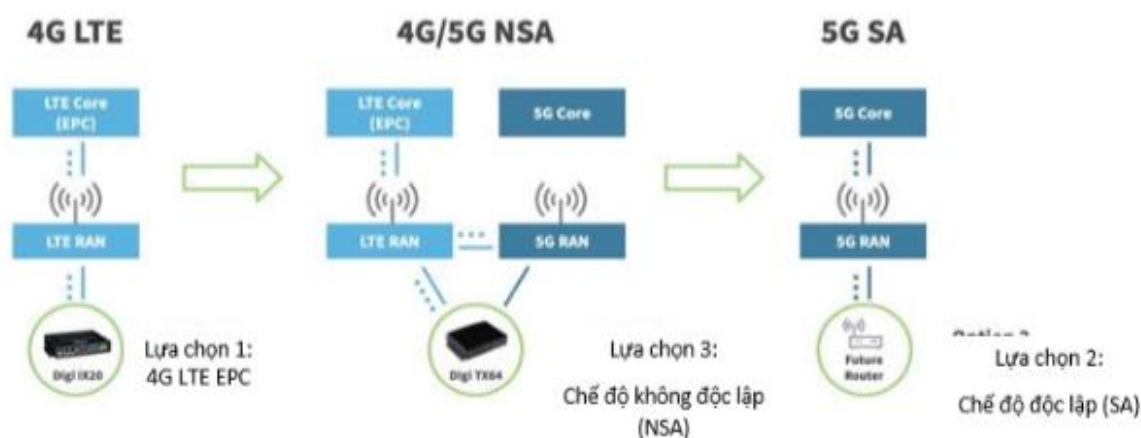 4G LTE
4G/5G NSA
5G SA
LTE Core
(EPC)
LTE Core
(EPC)
5G Core
5G Core
LTE RAN
LTE RAN
5G RAN
5G RAN
Digi IX20
Lựa chọn 1:
4G LTE EPC
Digi TX64
Lựa chọn 3:
Chế độ không độc lập
(NSA)
Future
Router
Lựa chọn 2:
Chế độ độc lập (SA)